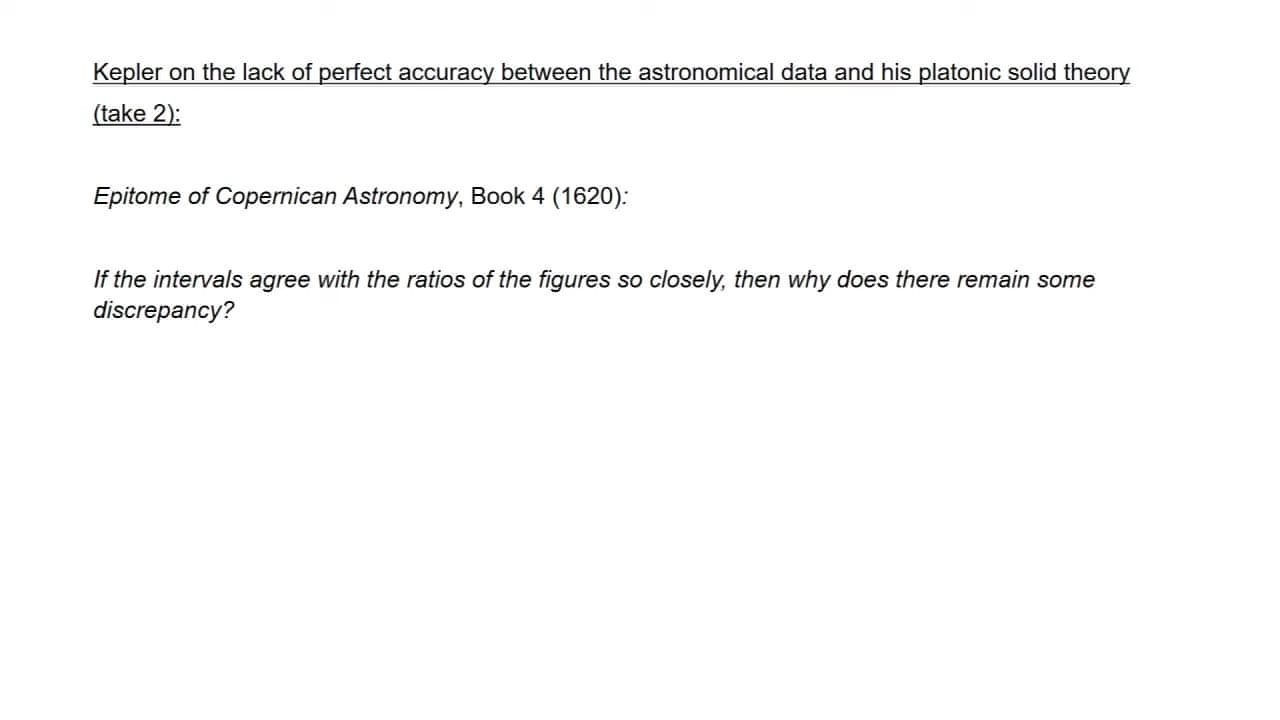 Kepler on the lack of perfect accuracy between the astronomical data and his platonic solid theory
(take 2):
Epitome of Copernican Astronomy, Book 4 (1620):
If the intervals agree with the ratios of the figures so closely, then why does there remain some
discrepancy?